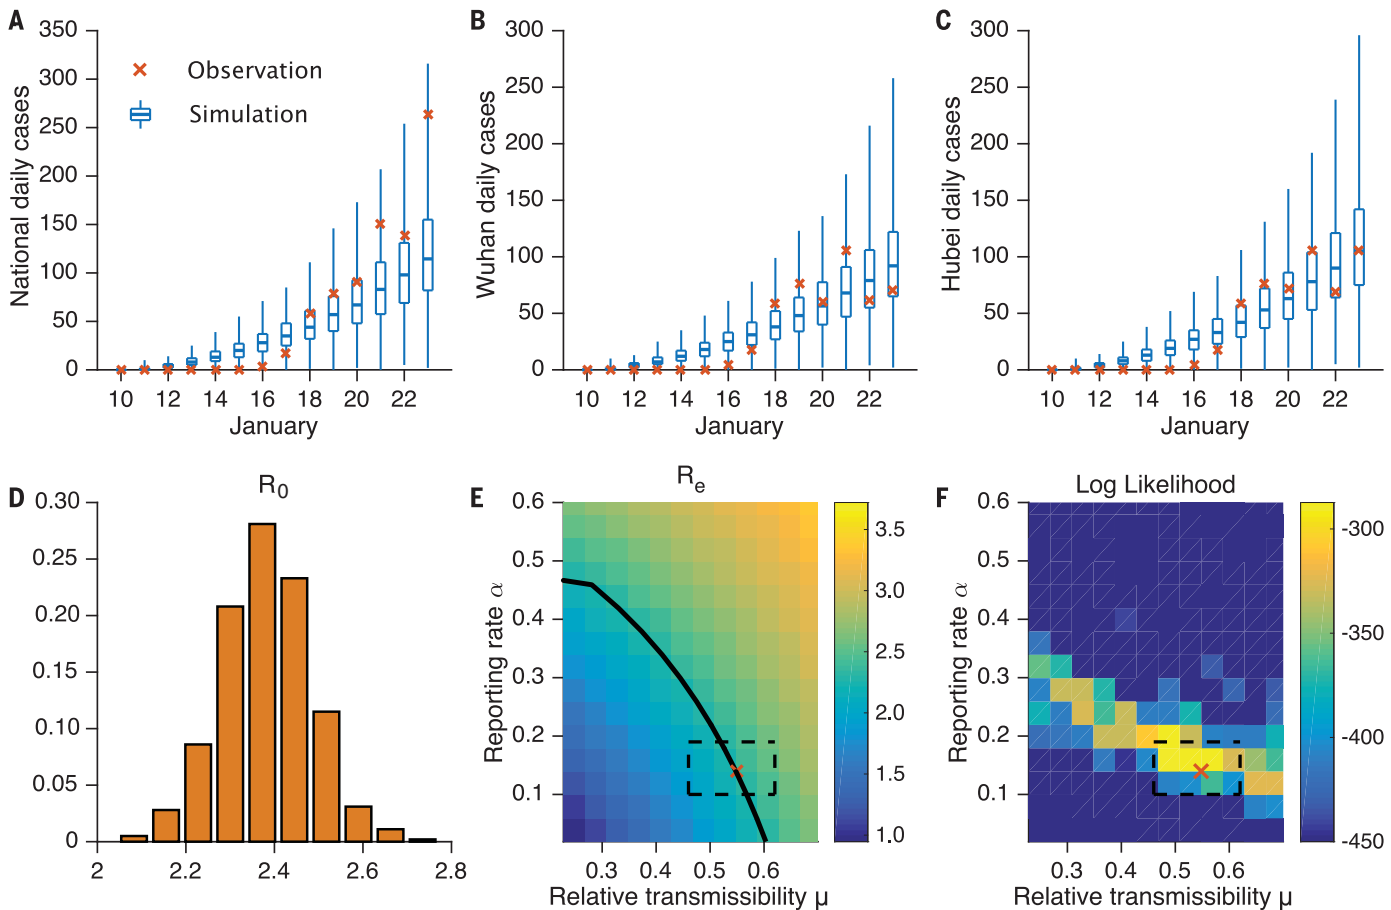 A
B
C
350
300
250
200
150
100
50
0
National daily cases
Observation
Simulation
10 12 14 16 18 20 22
January
300
250
200
150
100
50
0
Wuhan daily cases
10 12 14 16 18 20 22
January
300
250
200
150
100
50
0
Hubei daily cases
10 12 14 16 18 20 22
January
D
R0
0.30
0.25
0.20
0.15
0.10
0.05
0
2 2.2 2.4 2.6 2.8
E
Re
0.6
0.5
0.4
0.3
0.2
0.1
Reporting rate α
0.3 0.4 0.5 0.6
Relative transmissibility μ
3.5
3.0
2.5
2.0
1.5
1.0
F
Log Likelihood
0.6
0.5
0.4
0.3
0.2
0.1
Reporting rate α
0.3 0.4 0.5 0.6
Relative transmissibility μ
-300
-350
-400
-450